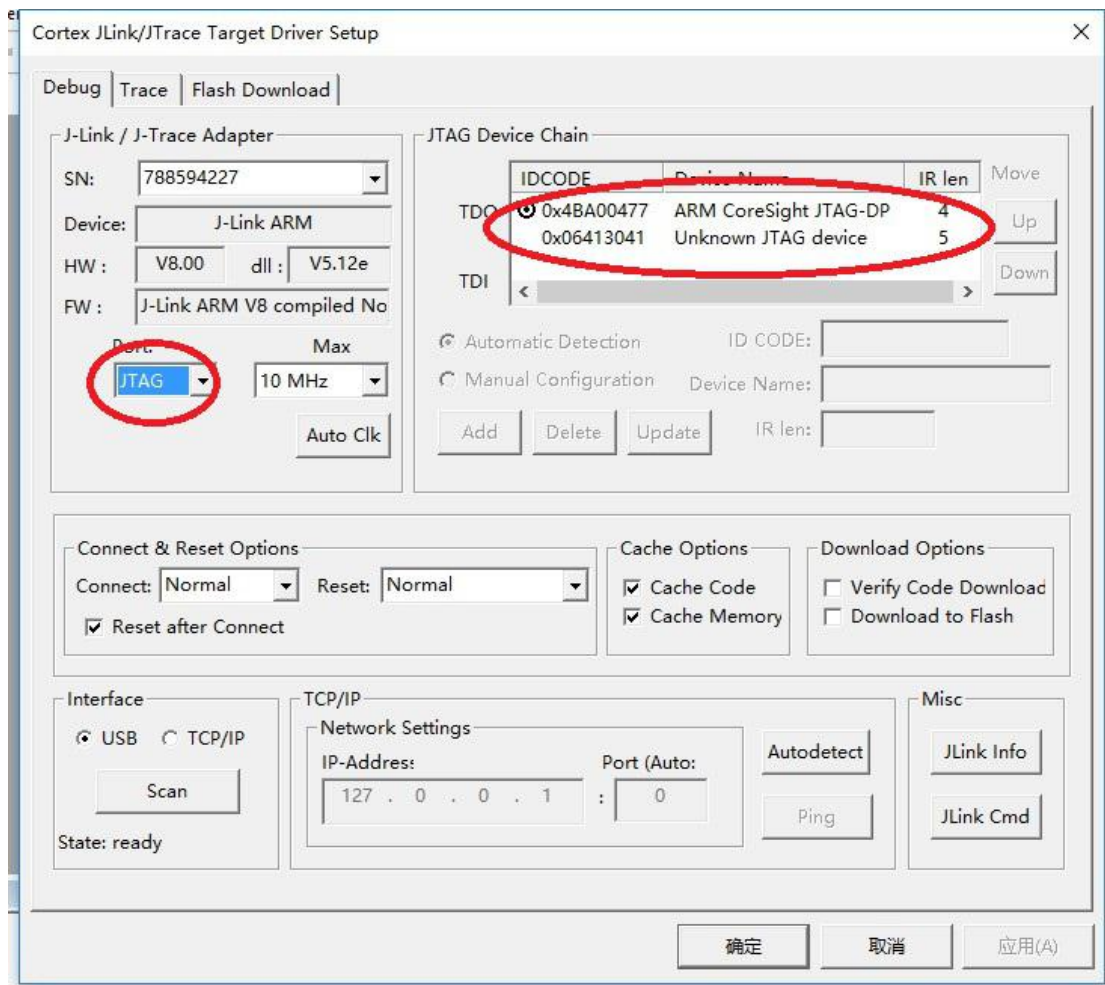 Cortex JLink/JTrace Target Driver Setup
Debug Trace Flash Download
J-Link / J-Trace Adapter
SN: 788594227
Device: J-Link ARM
HW : V8.00 dll : V5.12e
FW : J-Link ARM V8 compiled No
Port: Max
JTAG 10 MHz
Auto Clk
JTAG Device Chain
IDCODE Device Name IR len Move
TDO 0x4BA00477 ARM CoreSight JTAG-DP 4 Up
0x06413041 Unknown JTAG device 5
TDI Down
Automatic Detection ID CODE:
Manual Configuration Device Name:
Add Delete Update IR len:
Connect & Reset Options
Connect: Normal Reset: Normal
Reset after Connect
Cache Options
Cache Code
Cache Memory
Download Options
Verify Code Download
Download to Flash
Interface
USB TCP/IP
Scan
State: ready
TCP/IP
Network Settings
IP-Address Port (Auto:
127 . 0 . 0 . 1 : 0
Autodetect
Ping
Misc
JLink Info
JLink Cmd
确定 取消 应用(A)